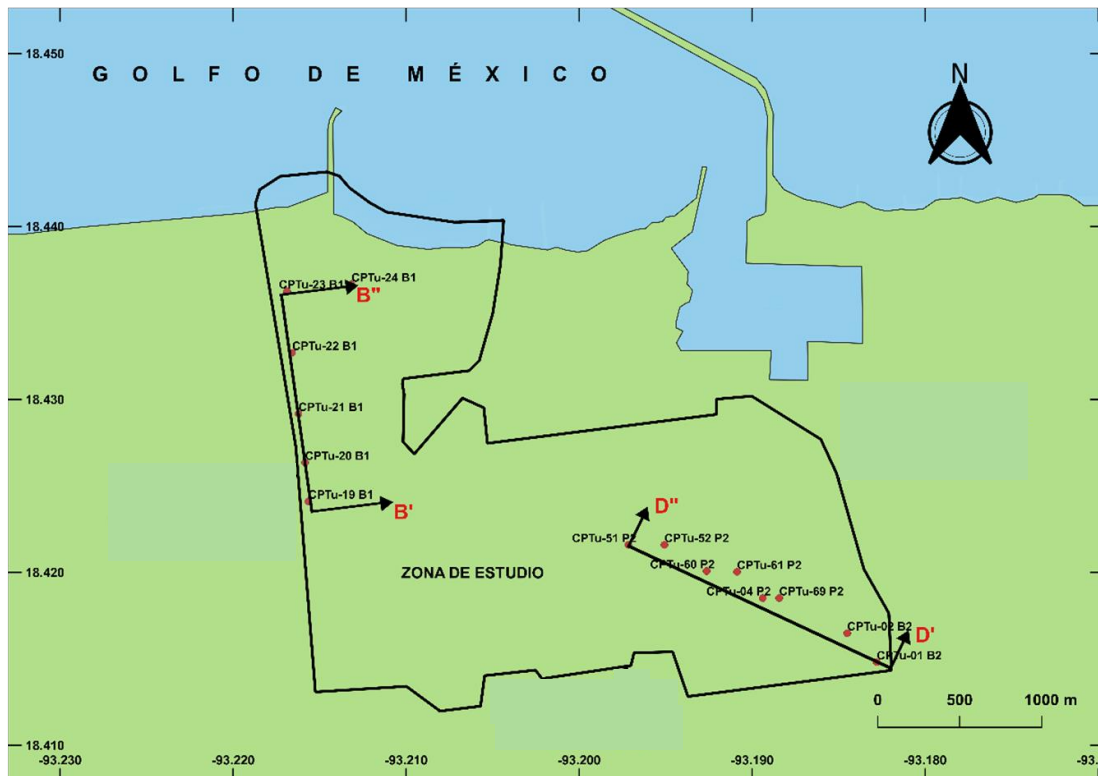 18.450
GOLFO DE MÉXICO
N
18.440
CPTu-23 B1
CPTu-24 B1
B"
CPTu-22 B1
18.430
CPTu-21 B1
CPTu-20 B1
CPTu-19 B1
B'
D"
CPTu-51 P2
CPTu-52 P2
18.420
ZONA DE ESTUDIO
CPTu-60 P2
CPTu-61 P2
CPTu-04 P2
CPTu-69 P2
CPTu-02 B2
D'
CPTu-01 B2
0 500 1000 m
18.410
-93.230 -93.220 -93.210 -93.200 -93.190 -93.180